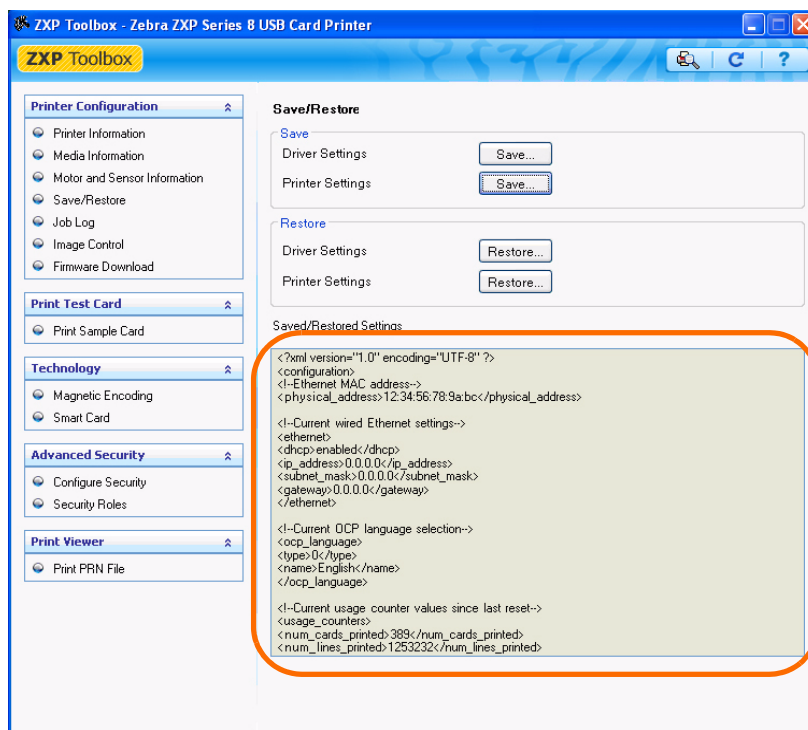 ZXP Toolbox - Zebra ZXP Series 8 USB Card Printer
ZXP Toolbox
?
Printer Configuration
Printer Information
Media Information
Motor and Sensor Information
Save/Restore
Job Log
Image Control
Firmware Download
Print Test Card
Print Sample Card
Technology
Magnetic Encoding
Smart Card
Advanced Security
Configure Security
Security Roles
Print Viewer
Print PRN File
Save/Restore
Save
Driver Settings Save...
Printer Settings Save...
Restore
Driver Settings Restore...
Printer Settings Restore...
Saved/Restored Settings
<?xml version="1.0" encoding="UTF-8" ?>
<configuration>
<!--Ethernet MAC address-->
<physical_address>12:34:56:78:9a:bc</physical_address>
<!--Current wired Ethernet settings-->
<ethernet>
<dhcp>enabled</dhcp>
<ip_address>0.0.0.0</ip_address>
<subnet_mask>0.0.0.0</subnet_mask>
<gateway>0.0.0.0</gateway>
</ethernet>
<!--Current OCP language selection-->
<ocp_language>
<type>0</type>
<name>English</name>
</ocp_language>
<!--Current usage counter values since last reset-->
<usage_counters>
<num_cards_printed>389</num_cards_printed>
<num_lines_printed>1253232</num_lines_printed>